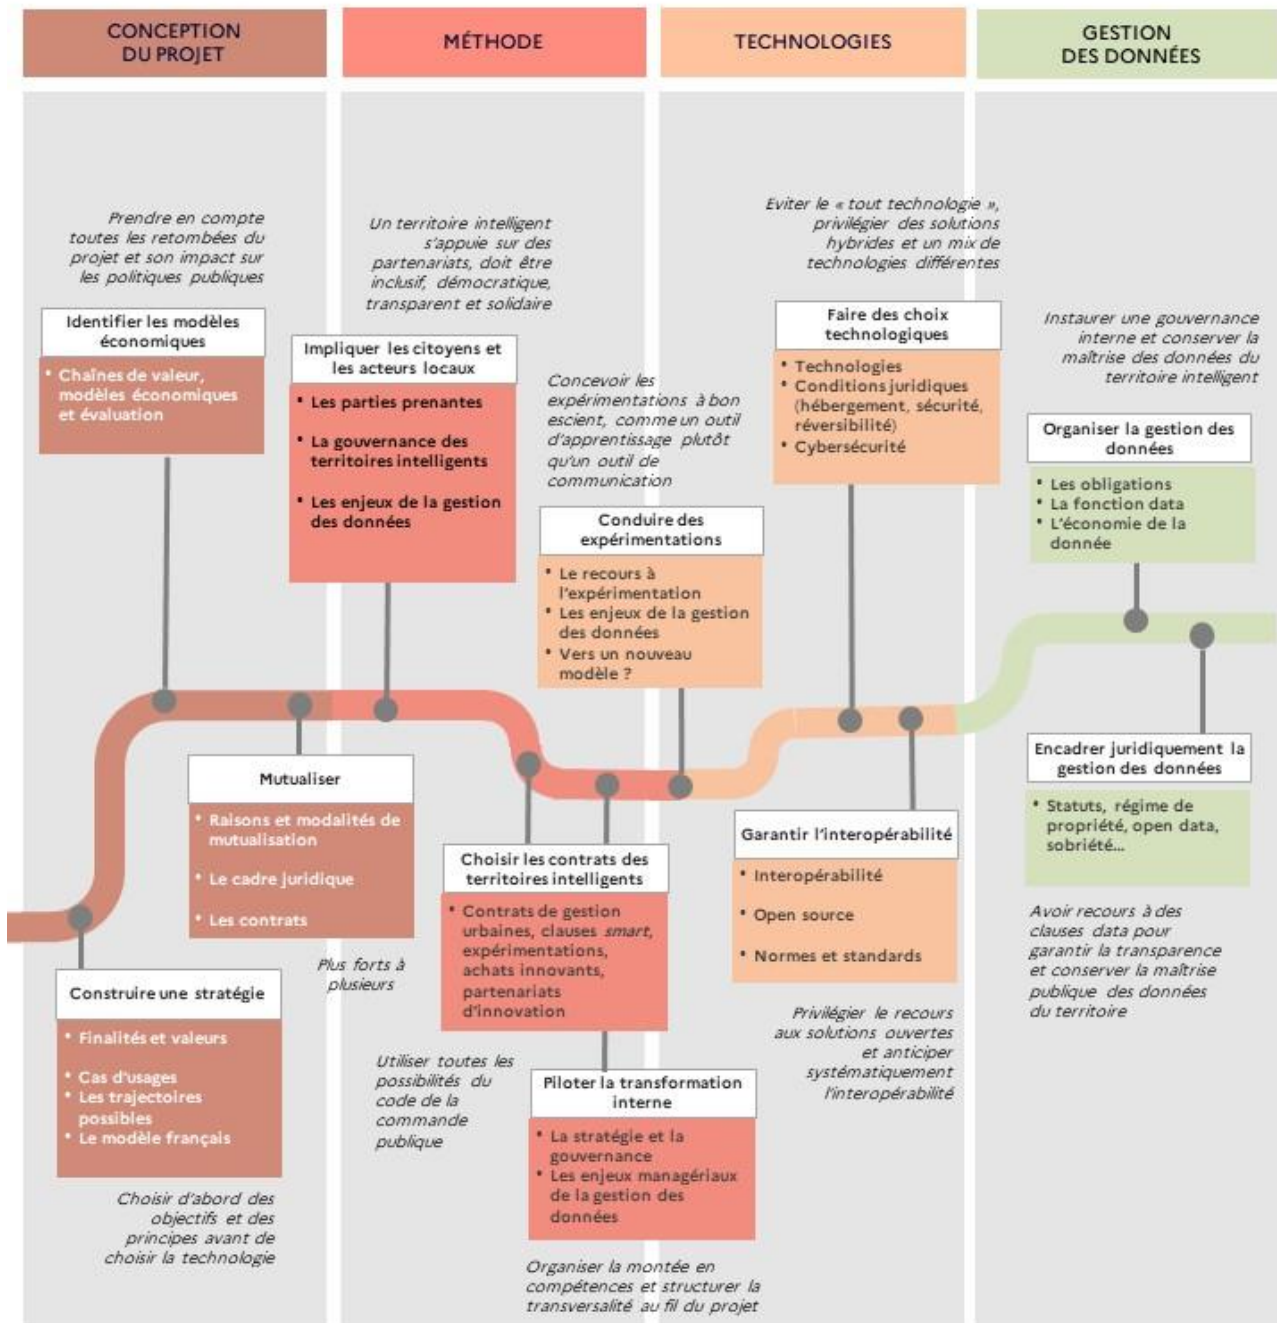 CONCEPTION
DU PROJET
MÉTHODE
TECHNOLOGIES
GESTION
DES DONNÉES
Prendre en compte
toutes les retombées du
projet et son impact sur
les politiques publiques
Identifier les modèles
économiques
• Chaînes de valeur,
modèles économiques
et évaluation
Mutualiser
• Raisons et modalités de
mutualisation
• Le cadre juridique
• Les contrats
Plus forts à
plusieurs
Construire une stratégie
• Finalités et valeurs
• Cas d'usages
• Les trajectoires
possibles
• Le modèle français
Choisir d'abord des
objectifs et des
principes avant de
choisir la technologie
Un territoire intelligent
s'appuie sur des
partenariats, doit être
inclusif, démocratique,
transparent et solidaire
Impliquer les citoyens et
les acteurs locaux
• Les parties prenantes
• La gouvernance des
territoires intelligents
• Les enjeux de la gestion
des données
Choisir les contrats des
territoires intelligents
• Contrats de gestion
urbaines, clauses smart,
expérimentations,
achats innovants,
partenariats
d'innovation
Utiliser toutes les
possibilités du
code de la
commande
publique
Piloter la transformation
interne
• La stratégie et la
gouvernance
• Les enjeux managériaux
de la gestion des
données
Organiser la montée en
compétences et structurer la
transversalité au fil du projet
Concevoir les
expérimentations à bon
escient, comme un outil
d'apprentissage plutôt
qu'un outil de
communication
Conduire des
expérimentations
• Le recours à
l'expérimentation
• Les enjeux de la gestion
des données
• Vers un nouveau
modèle ?
Eviter le « tout technologie »,
privilégier des solutions
hybrides et un mix de
technologies différentes
Faire des choix
technologiques
• Technologies
• Conditions juridiques
(hébergement, sécurité,
réversibilité)
• Cybersécurité
Garantir l'interopérabilité
• Interopérabilité
• Open source
• Normes et standards
Privilégier le recours
aux solutions ouvertes
et anticiper
systématiquement
l'interopérabilité
Instaurer une gouvernance
interne et conserver la
maîtrise des données du
territoire intelligent
Organiser la gestion des
données
• Les obligations
• La fonction data
• L'économie de la
donnée
Encadrer juridiquement la
gestion des données
• Statuts, régime de
propriété, open data,
sobriété...
Avoir recours à des
clauses data pour
garantir la transparence
et conserver la maîtrise
publique des données
du territoire